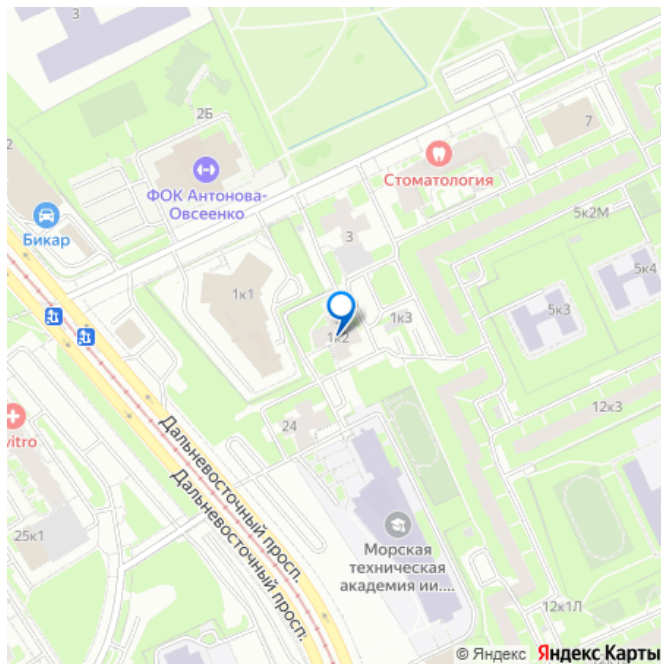 3
2Б
7
2
ФОК Антонова-
Овсеенко
Стоматология
Бикар
3
5к2М
5к4
1к1
5к3
1к3
1к2
12к3
24
vitro
Дальневосточный просп.
Дальневосточный просп.
25к1
Морская
техническая
академия ии....
12к1Л
© Яндекс Яндекс Карты